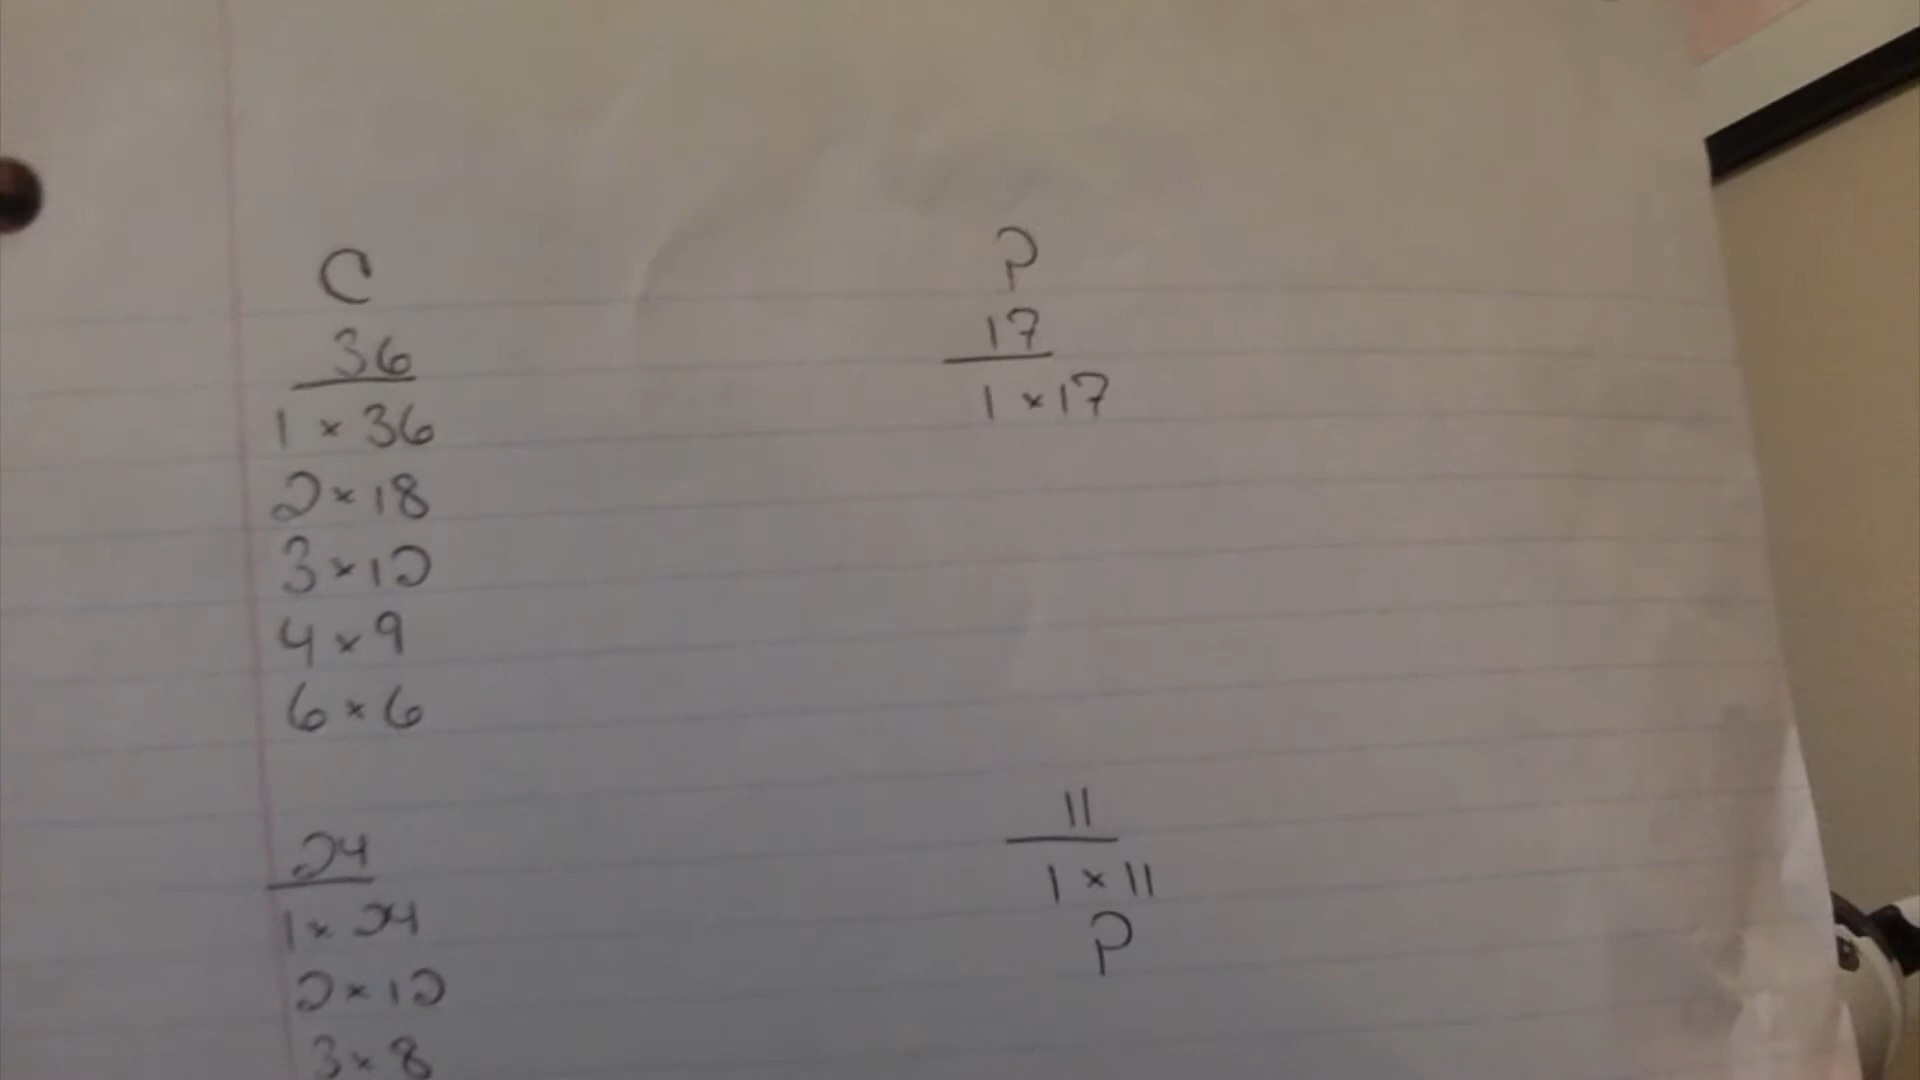 C
36
1 × 36
2 × 18
3 × 12
4 × 9
6 × 6
24
1 × 24
2 × 12
3 × 8
P
17
1 × 17
11
1 × 11
P